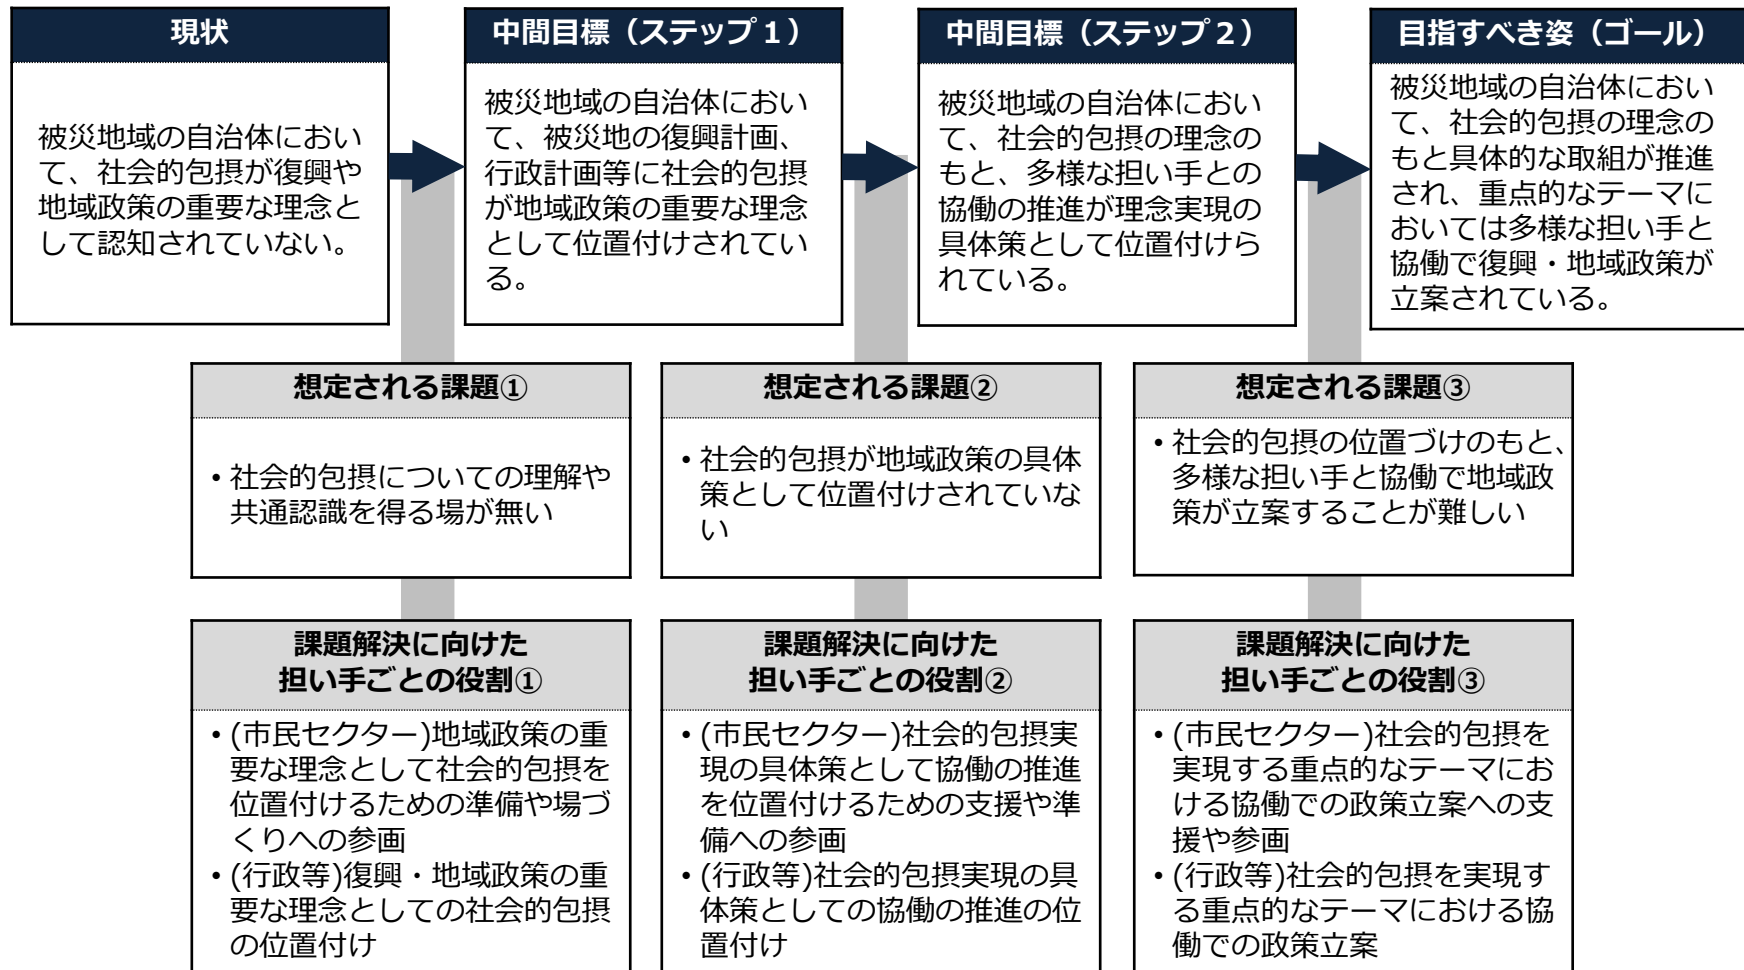 現状
被災地域の自治体におい
て、社会的包摂が復興や
地域政策の重要な理念と
して認知されていない。
中間目標（ステップ１）
被災地域の自治体におい
て、被災地の復興計画、
行政計画等に社会的包摂
が地域政策の重要な理念
として位置付けされてい
る。
中間目標（ステップ２）
被災地域の自治体におい
て、社会的包摂の理念の
もと、多様な担い手との
協働の推進が理念実現の
具体策として位置付けら
れている。
目指すべき姿（ゴール）
被災地域の自治体におい
て、社会的包摂の理念の
もと具体的な取組が推進
され、重点的なテーマに
おいては多様な担い手と
協働で復興・地域政策が
立案されている。
想定される課題①
• 社会的包摂についての理解や
共通認識を得る場が無い
想定される課題②
• 社会的包摂が地域政策の具体
策として位置付けされていな
い
想定される課題③
• 社会的包摂の位置づけのもと、
多様な担い手と協働で地域政
策が立案することが難しい
課題解決に向けた
担い手ごとの役割①
• (市民セクター)地域政策の重
要な理念として社会的包摂を
位置付けるための準備や場づ
くりへの参画
• (行政等)復興・地域政策の重
要な理念としての社会的包摂
の位置付け
課題解決に向けた
担い手ごとの役割②
• (市民セクター)社会的包摂実
現の具体策として協働の推進
を位置付けるための支援や準
備への参画
• (行政等)社会的包摂実現の具
体策としての協働の推進の位
置付け
課題解決に向けた
担い手ごとの役割③
• (市民セクター)社会的包摂を
実現する重点的なテーマにお
ける協働での政策立案への支
援や参画
• (行政等)社会的包摂を実現す
る重点的なテーマにおける協
働での政策立案